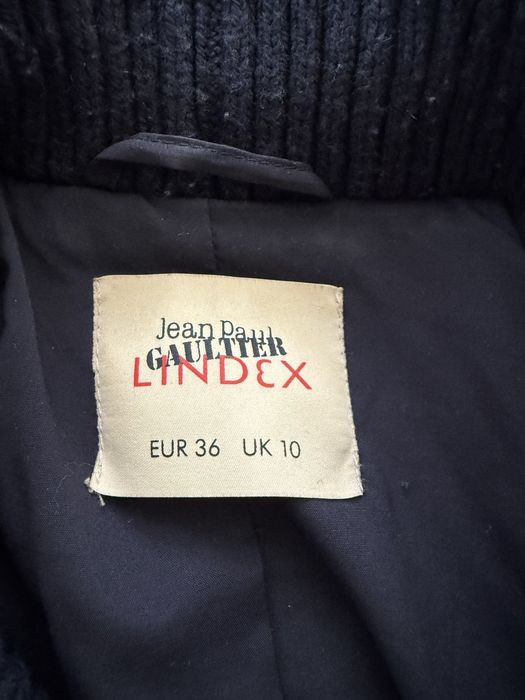 Jean Paul
GAULTIER
LINDEX
EUR 36 UK 10